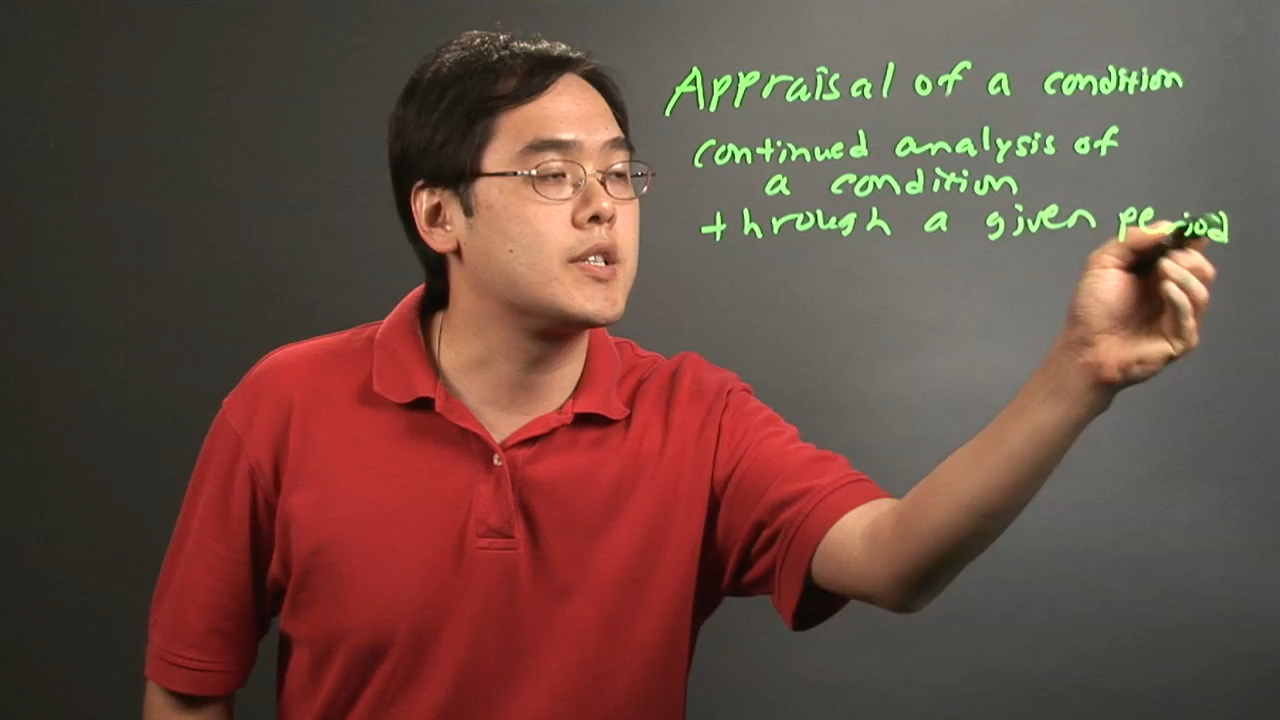 Appraisal of a condition
continued analysis of
a condition
through a given period